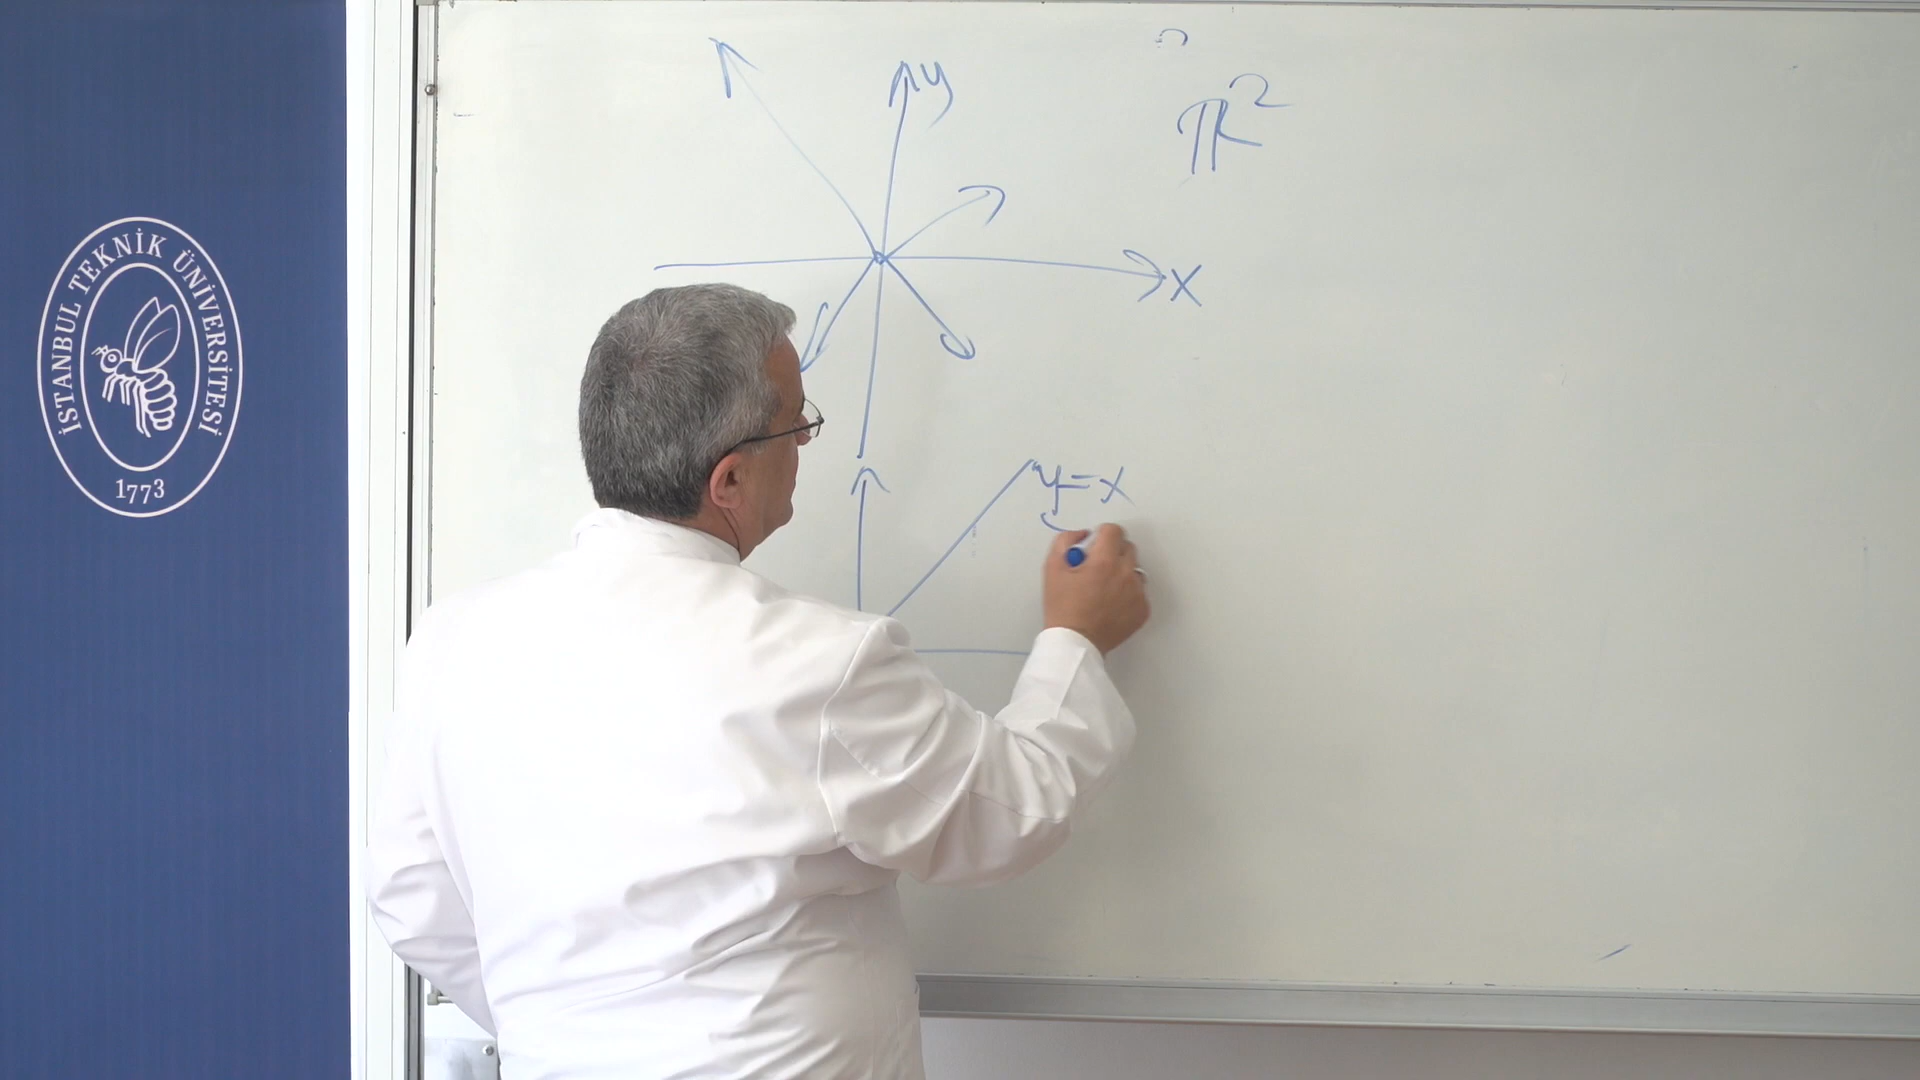 İSTANBUL TEKNİK ÜNİVERSİTESİ
1773
y
ℝ²
x
y=x